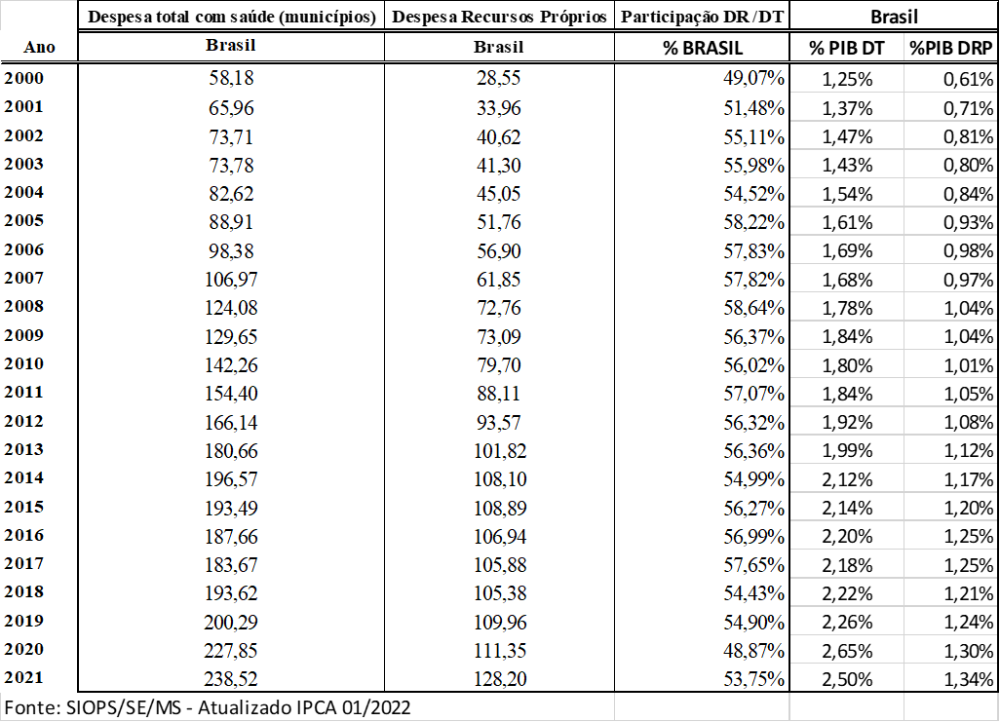 Despesa total com saúde (municípios) Despesa Recursos Próprios Participação DR/DT Brasil
Ano Brasil Brasil % BRASIL % PIB DT %PIB DRP
2000 58,18 28,55 49,07% 1,25% 0,61%
2001 65,96 33,96 51,48% 1,37% 0,71%
2002 73,71 40,62 55,11% 1,47% 0,81%
2003 73,78 41,30 55,98% 1,43% 0,80%
2004 82,62 45,05 54,52% 1,54% 0,84%
2005 88,91 51,76 58,22% 1,61% 0,93%
2006 98,38 56,90 57,83% 1,69% 0,98%
2007 106,97 61,85 57,82% 1,68% 0,97%
2008 124,08 72,76 58,64% 1,78% 1,04%
2009 129,65 73,09 56,37% 1,84% 1,04%
2010 142,26 79,70 56,02% 1,80% 1,01%
2011 154,40 88,11 57,07% 1,84% 1,05%
2012 166,14 93,57 56,32% 1,92% 1,08%
2013 180,66 101,82 56,36% 1,99% 1,12%
2014 196,57 108,10 54,99% 2,12% 1,17%
2015 193,49 108,89 56,27% 2,14% 1,20%
2016 187,66 106,94 56,99% 2,20% 1,25%
2017 183,67 105,88 57,65% 2,18% 1,25%
2018 193,62 105,38 54,43% 2,22% 1,21%
2019 200,29 109,96 54,90% 2,26% 1,24%
2020 227,85 111,35 48,87% 2,65% 1,30%
2021 238,52 128,20 53,75% 2,50% 1,34%
Fonte: SIOPS/SE/MS - Atualizado IPCA 01/2022